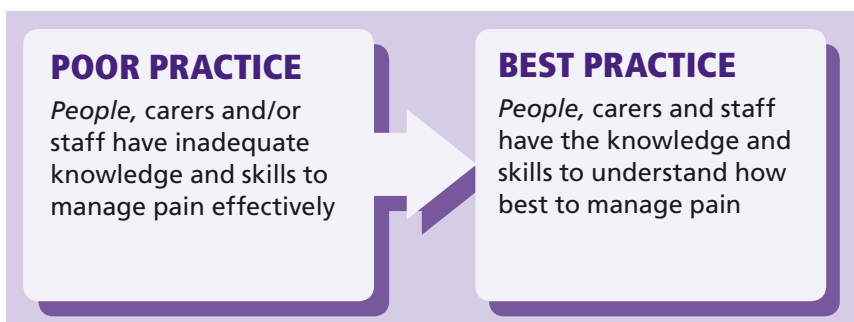 POOR PRACTICE
People, carers and/or
staff have inadequate
knowledge and skills to
manage pain effectively
BEST PRACTICE
People, carers and staff
have the knowledge and
skills to understand how
best to manage pain